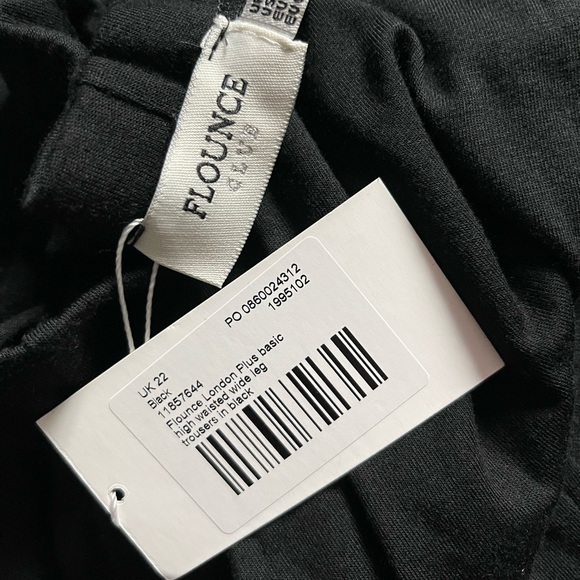 FLOUNCE
CLUB
PO 0860024312
1995102
UK 22
Black
11857644
Flounce London Plus basic
high waisted wide leg
trousers in black